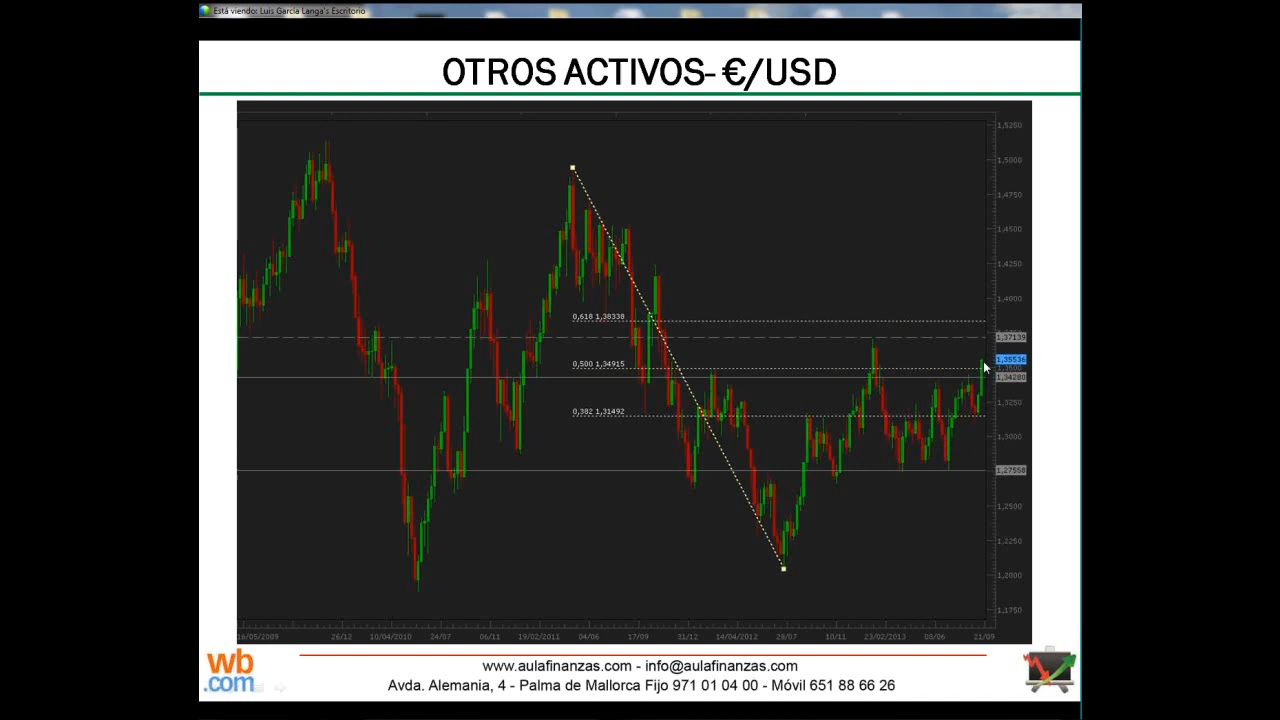 Está viendo: Luis García Langa's Escritorio
OTROS ACTIVOS- €/USD
1,5250
1,5000
1,4750
1,4500
1,4250
1,4000
0,618 1,38338
1,37139
1,35536
0,500 1,34915
1,3500
1,3250
0,382 1,31492
1,3000
1,27558
1,2500
1,2250
1,2000
1,1750
16/05/2009 26/12 10/04/2010 24/07 06/11 19/02/2011 04/06 17/09 31/12 14/04/2012 28/07 10/11 23/02/2013 08/06 21/09
wb
.com
www.aulafinanzas.com - info@aulafinanzas.com
Avda. Alemania, 4 - Palma de Mallorca Fijo 971 01 04 00 - Móvil 651 88 66 26